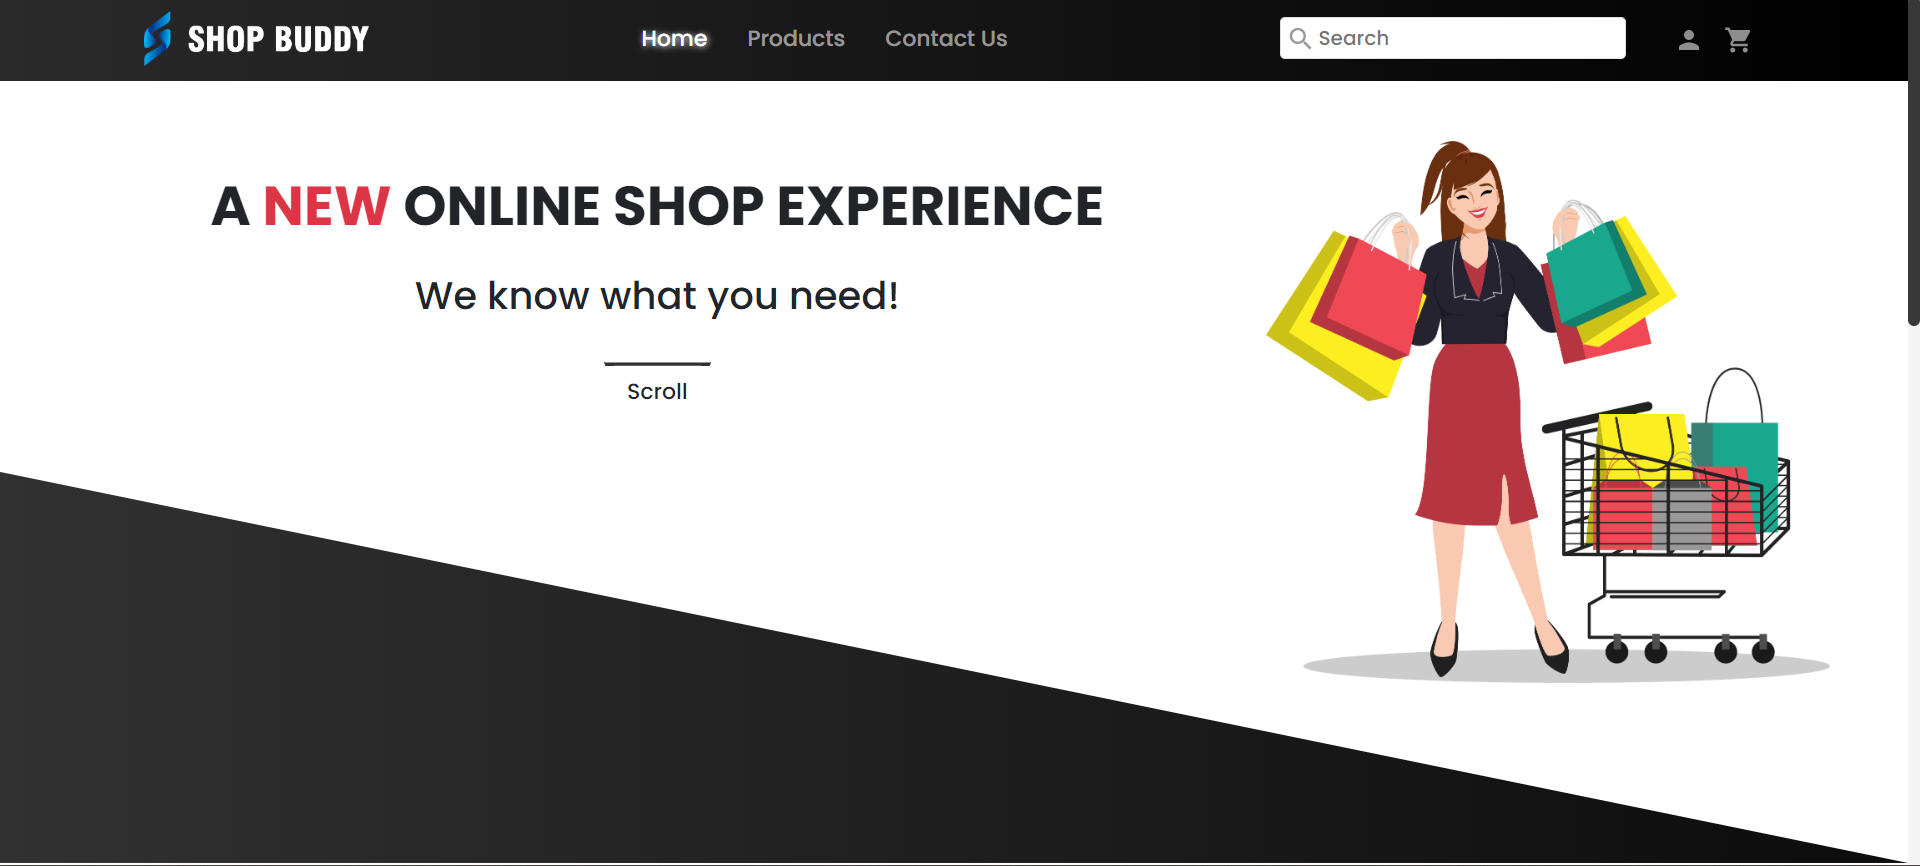 SHOP BUDDY
Home
Products
Contact Us
Search
A NEW ONLINE SHOP EXPERIENCE
We know what you need!
Scroll